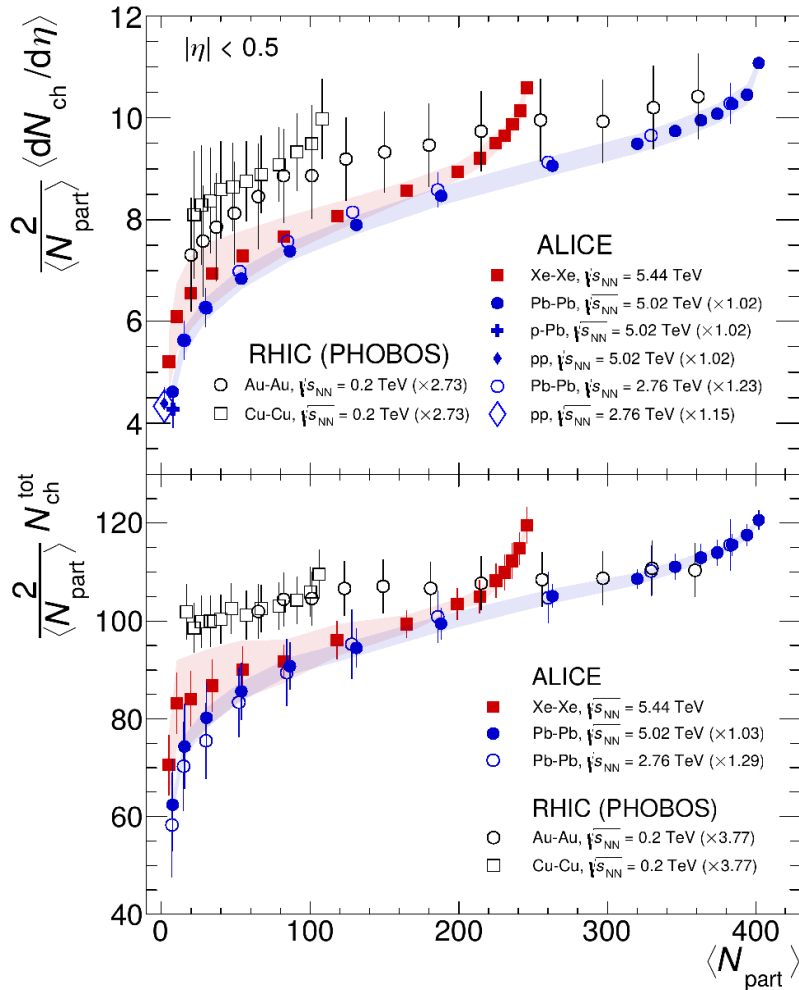 |η| < 0.5
2/⟨N_part⟩ ⟨dN_ch/dη⟩
12
10
8
6
4
ALICE
Xe-Xe, √s_NN = 5.44 TeV
Pb-Pb, √s_NN = 5.02 TeV (×1.02)
p-Pb, √s_NN = 5.02 TeV (×1.02)
pp, √s_NN = 5.02 TeV (×1.02)
Pb-Pb, √s_NN = 2.76 TeV (×1.23)
pp, √s_NN = 2.76 TeV (×1.15)
RHIC (PHOBOS)
Au-Au, √s_NN = 0.2 TeV (×2.73)
Cu-Cu, √s_NN = 0.2 TeV (×2.73)
2/⟨N_part⟩ N_ch^tot
120
100
80
60
40
ALICE
Xe-Xe, √s_NN = 5.44 TeV
Pb-Pb, √s_NN = 5.02 TeV (×1.03)
Pb-Pb, √s_NN = 2.76 TeV (×1.29)
RHIC (PHOBOS)
Au-Au, √s_NN = 0.2 TeV (×3.77)
Cu-Cu, √s_NN = 0.2 TeV (×3.77)
0 100 200 300 400
⟨N_part⟩